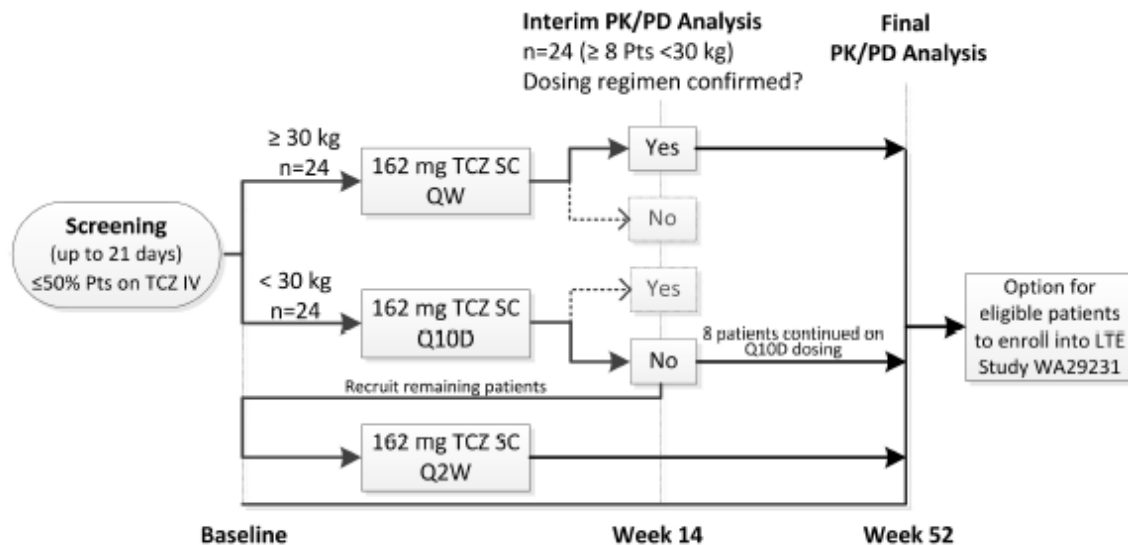 Interim PK/PD Analysis
n=24 (≥ 8 Pts <30 kg)
Dosing regimen confirmed?
Final
PK/PD Analysis
≥ 30 kg
n=24
162 mg TCZ SC
QW
Yes
No
Screening
(up to 21 days)
≤50% Pts on TCZ IV
< 30 kg
n=24
162 mg TCZ SC
Q10D
Yes
No
8 patients continued on
Q10D dosing
Option for
eligible patients
to enroll into LTE
Study WA29231
Recruit remaining patients
162 mg TCZ SC
Q2W
Baseline
Week 14
Week 52